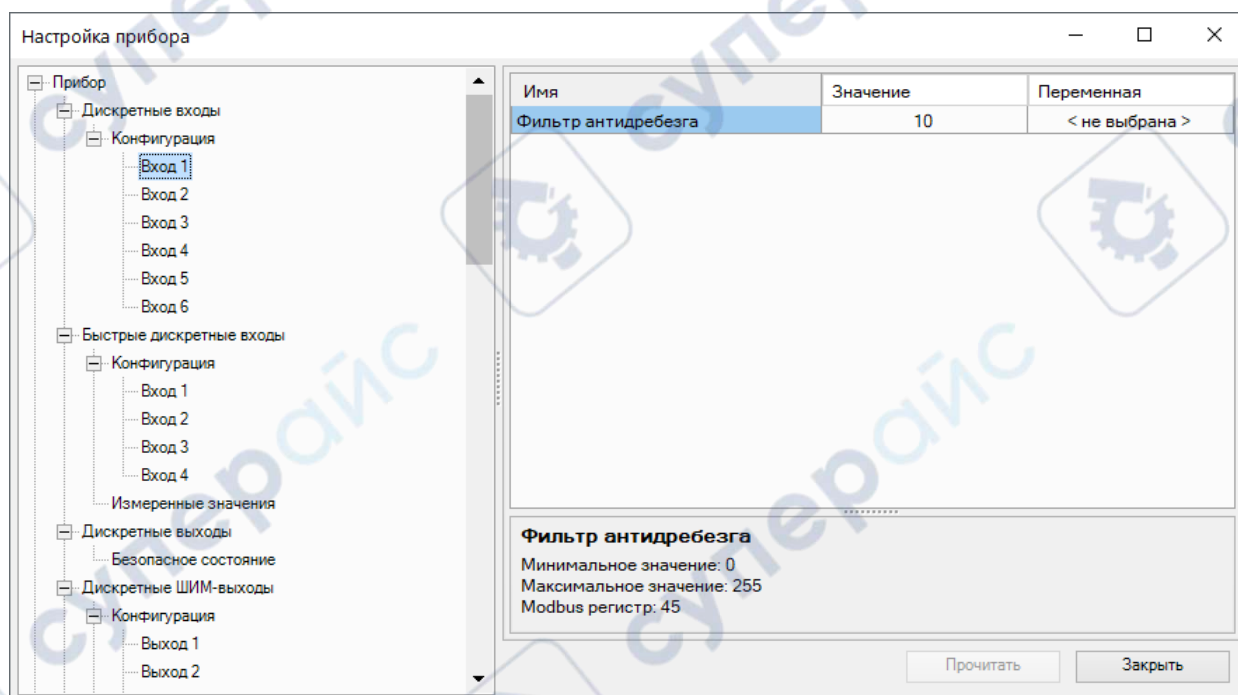 Настройка прибора
Прибор
Дискретные входы
Конфигурация
Вход 1
Вход 2
Вход 3
Вход 4
Вход 5
Вход 6
Быстрые дискретные входы
Конфигурация
Вход 1
Вход 2
Вход 3
Вход 4
Измеренные значения
Дискретные выходы
Безопасное состояние
Дискретные ШИМ-выходы
Конфигурация
Выход 1
Выход 2
Имя Значение Переменная
Фильтр антидребезга 10 < не выбрана >
Фильтр антидребезга
Минимальное значение: 0
Максимальное значение: 255
Modbus регистр: 45
Прочитать Закрыть
суперайс
суперайс